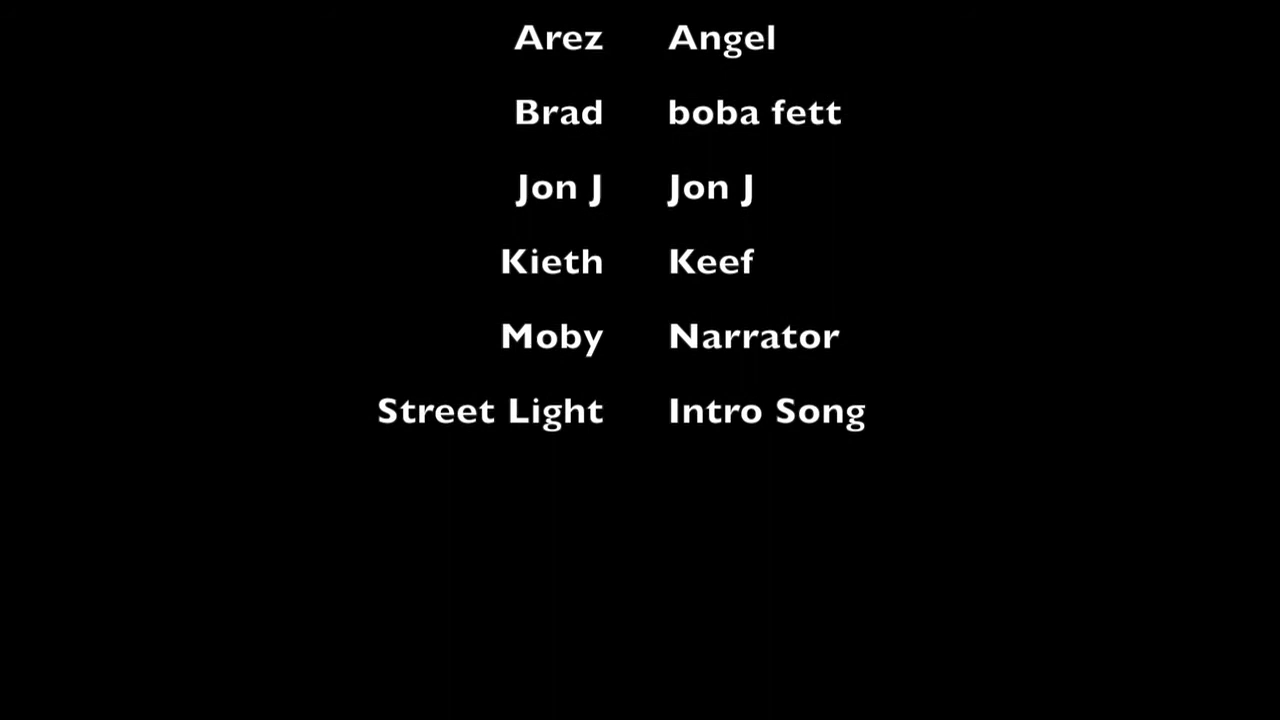 Arez Angel
Brad boba fett
Jon J Jon J
Kieth Keef
Moby Narrator
Street Light Intro Song